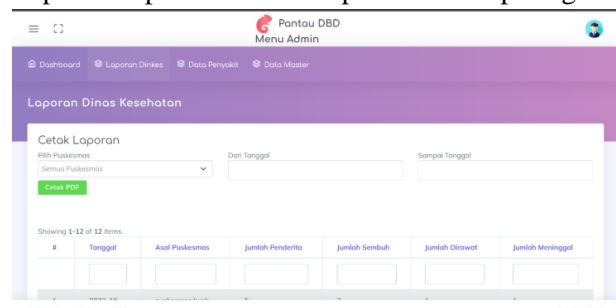 Pantau DBD
Menu Admin
Dashboard Laporan Dinkes Data Penyakit Data Master
Laporan Dinas Kesehatan
Cetak Laporan
Pilih Puskesmas Dari Tanggal Sampai Tanggal
Semua Puskesmas
Cetak PDF
Showing 1-12 of 12 items.
# Tanggal Asal Puskesmas Jumlah Penderita Jumlah Sembuh Jumlah Dirawat Jumlah Meninggal